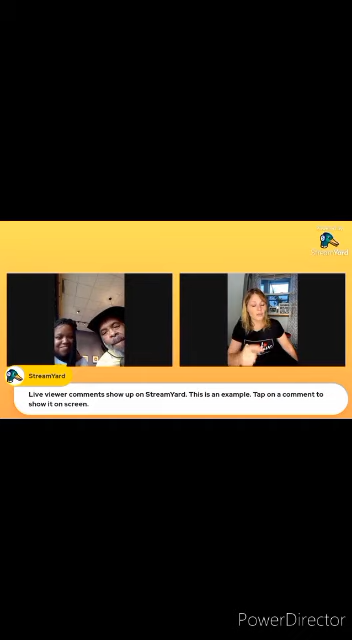 StreamYard
StreamYard
Live viewer comments show up on StreamYard. This is an example. Tap on a comment to
show it on screen.
PowerDirector